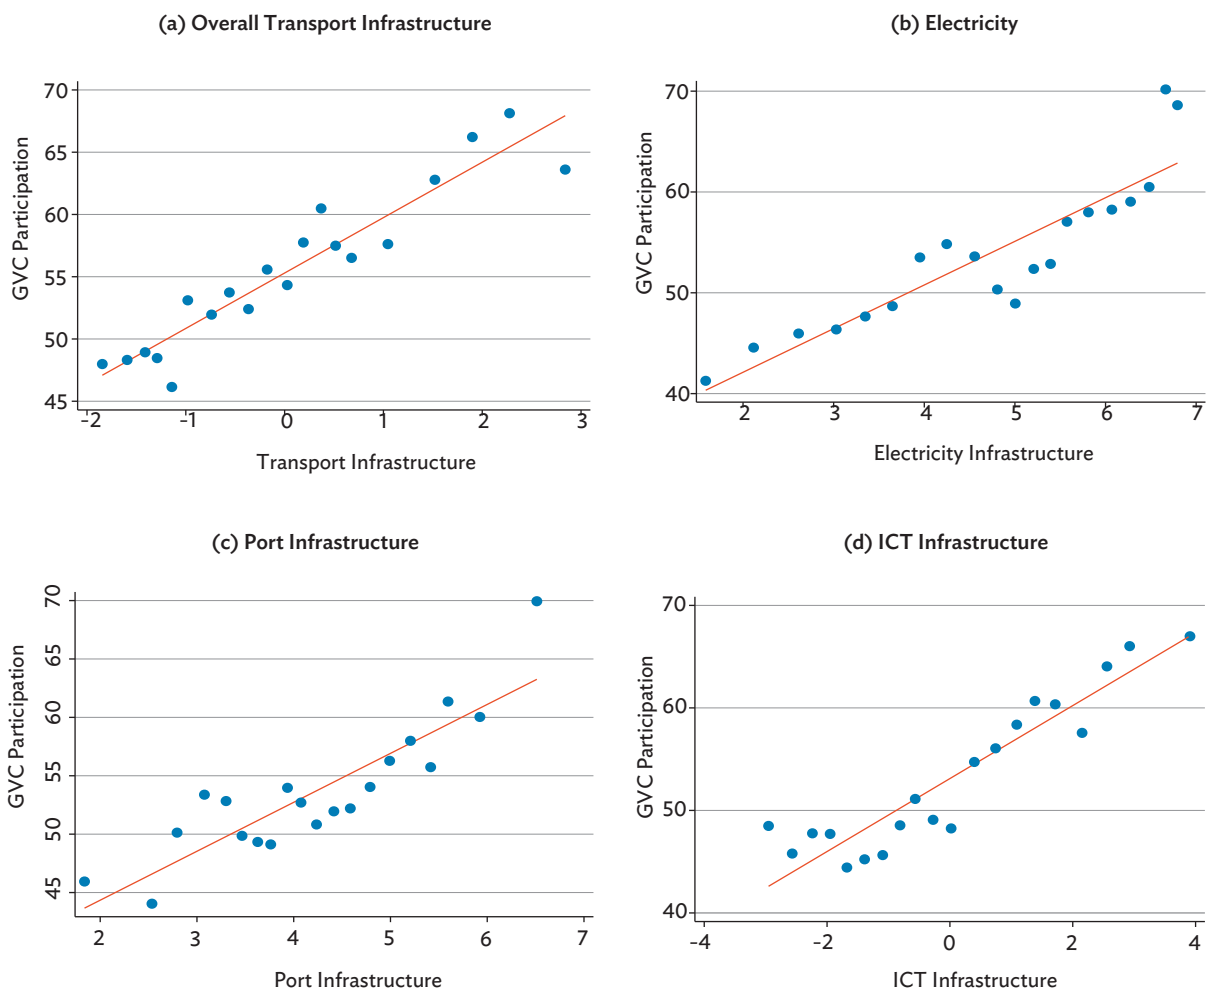 (a) Overall Transport Infrastructure
70
65
60
55
50
45
GVC Participation
-2 -1 0 1 2 3
Transport Infrastructure
(b) Electricity
70
60
50
40
GVC Participation
2 3 4 5 6 7
Electricity Infrastructure
(c) Port Infrastructure
70
65
60
55
50
45
GVC Participation
2 3 4 5 6 7
Port Infrastructure
(d) ICT Infrastructure
70
60
50
40
GVC Participation
-4 -2 0 2 4
ICT Infrastructure